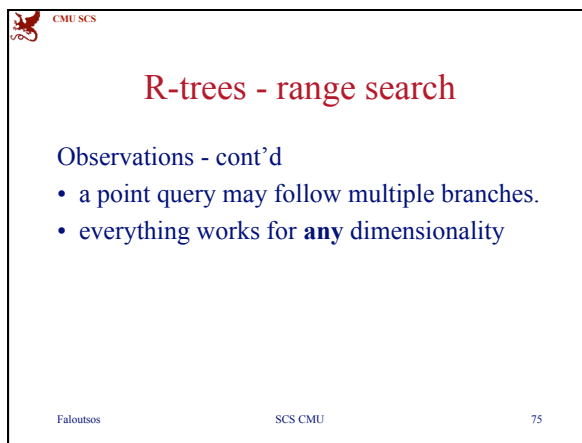 CMU SCS
R-trees - range search
Observations - cont’d
• a point query may follow multiple branches.
• everything works for any dimensionality
Faloutsos SCS CMU 75